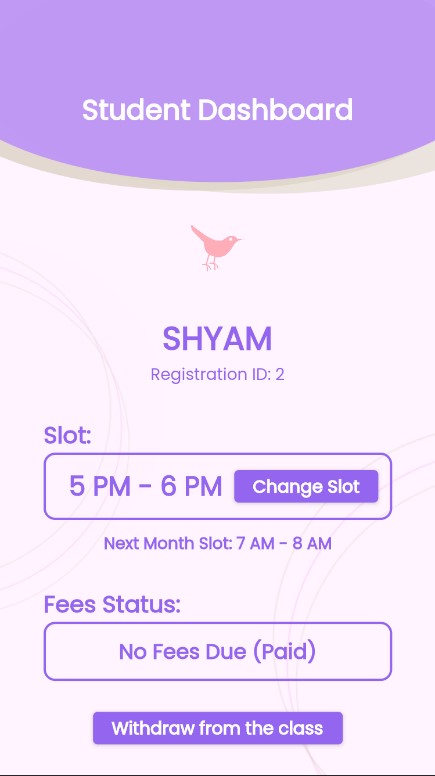 Student Dashboard
SHYAM
Registration ID: 2
Slot:
5 PM - 6 PM Change Slot
Next Month Slot: 7 AM - 8 AM
Fees Status:
No Fees Due (Paid)
Withdraw from the class